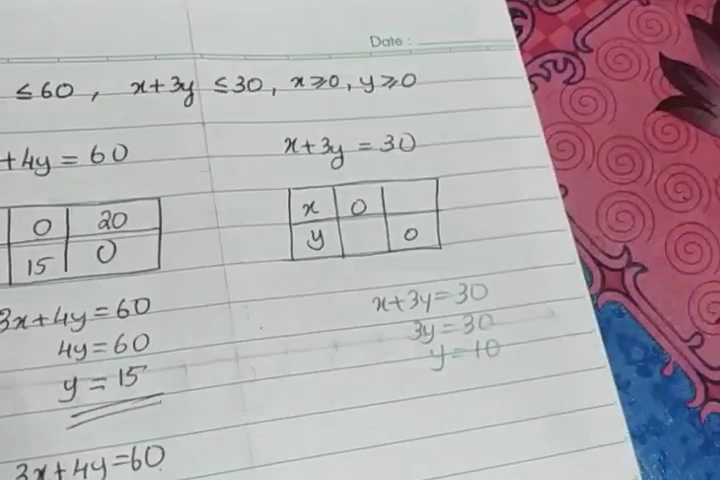 Date :
≤60, x+3y ≤30, x≥0, y≥0
+4y = 60
x+3y = 30
0 20
15 0
x 0
y 0
3x+4y=60
4y=60
y = 15
x+3y=30
3y=30
y=10
3x+4y=60